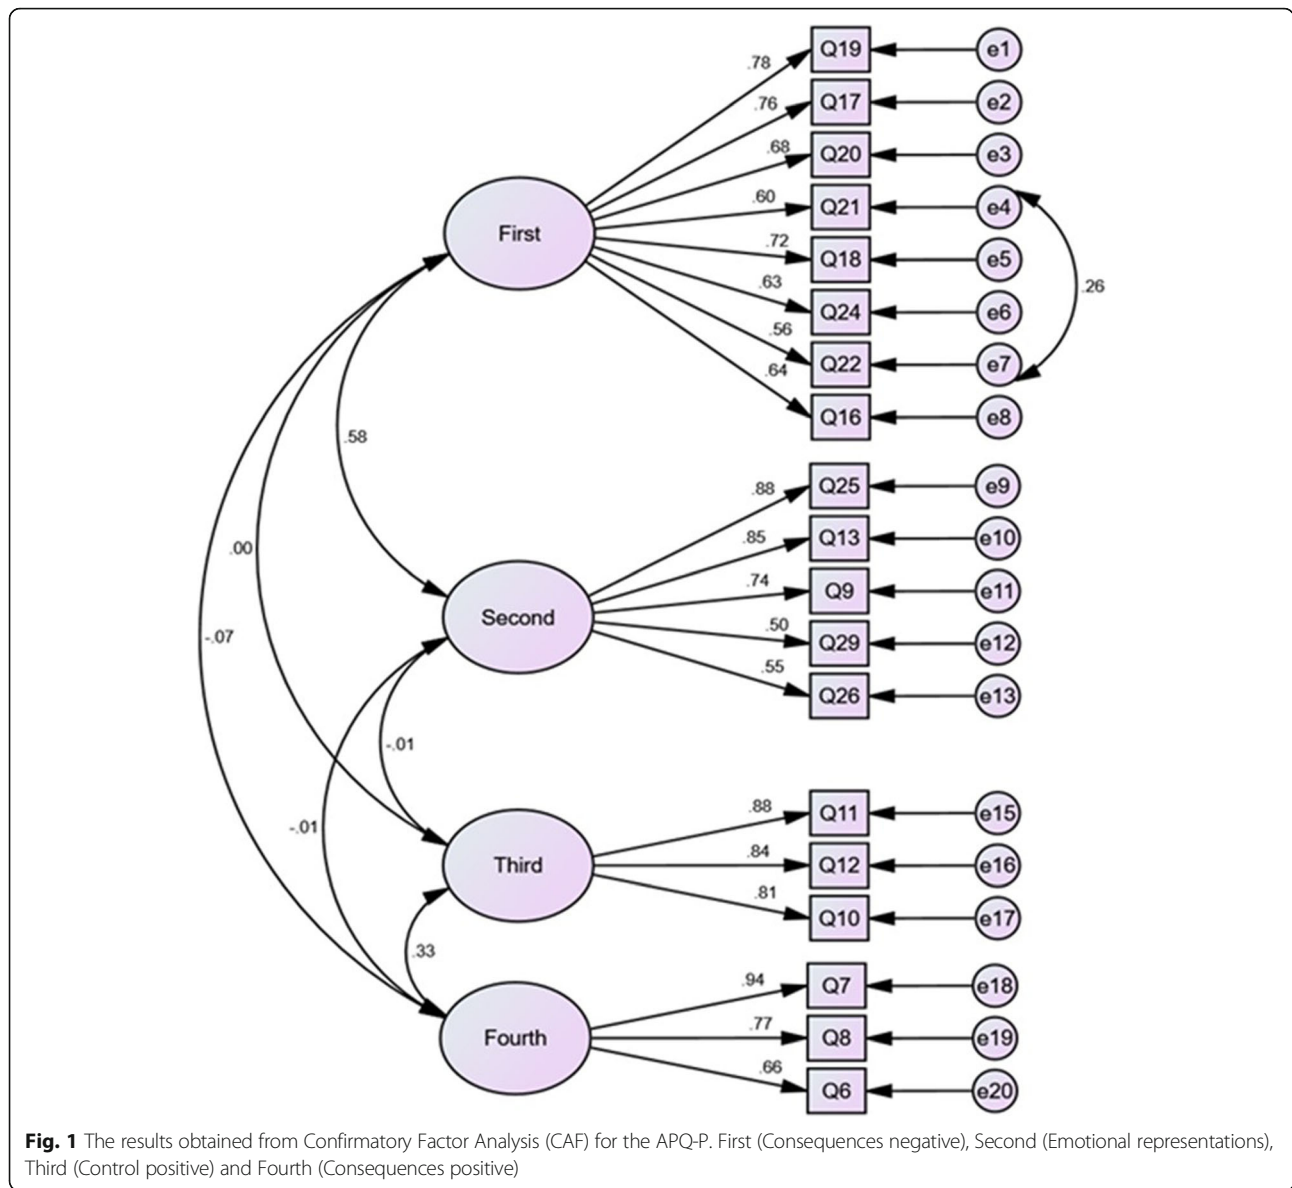 .78 Q19 e1
.76 Q17 e2
.68 Q20 e3
.60 Q21 e4
First
.72 Q18 e5
.26
.63 Q24 e6
.56 Q22 e7
.64 Q16 e8
.58
.88 Q25 e9
.85 Q13 e10
.00
.74 Q9 e11
Second
.50 Q29 e12
-.07
.55 Q26 e13
-.01
.88 Q11 e15
-.01
.84 Q12 e16
Third
.81 Q10 e17
.33
.94 Q7 e18
.77 Q8 e19
Fourth
.66 Q6 e20
Fig. 1 The results obtained from Confirmatory Factor Analysis (CAF) for the APQ-P. First (Consequences negative), Second (Emotional representations),
Third (Control positive) and Fourth (Consequences positive)